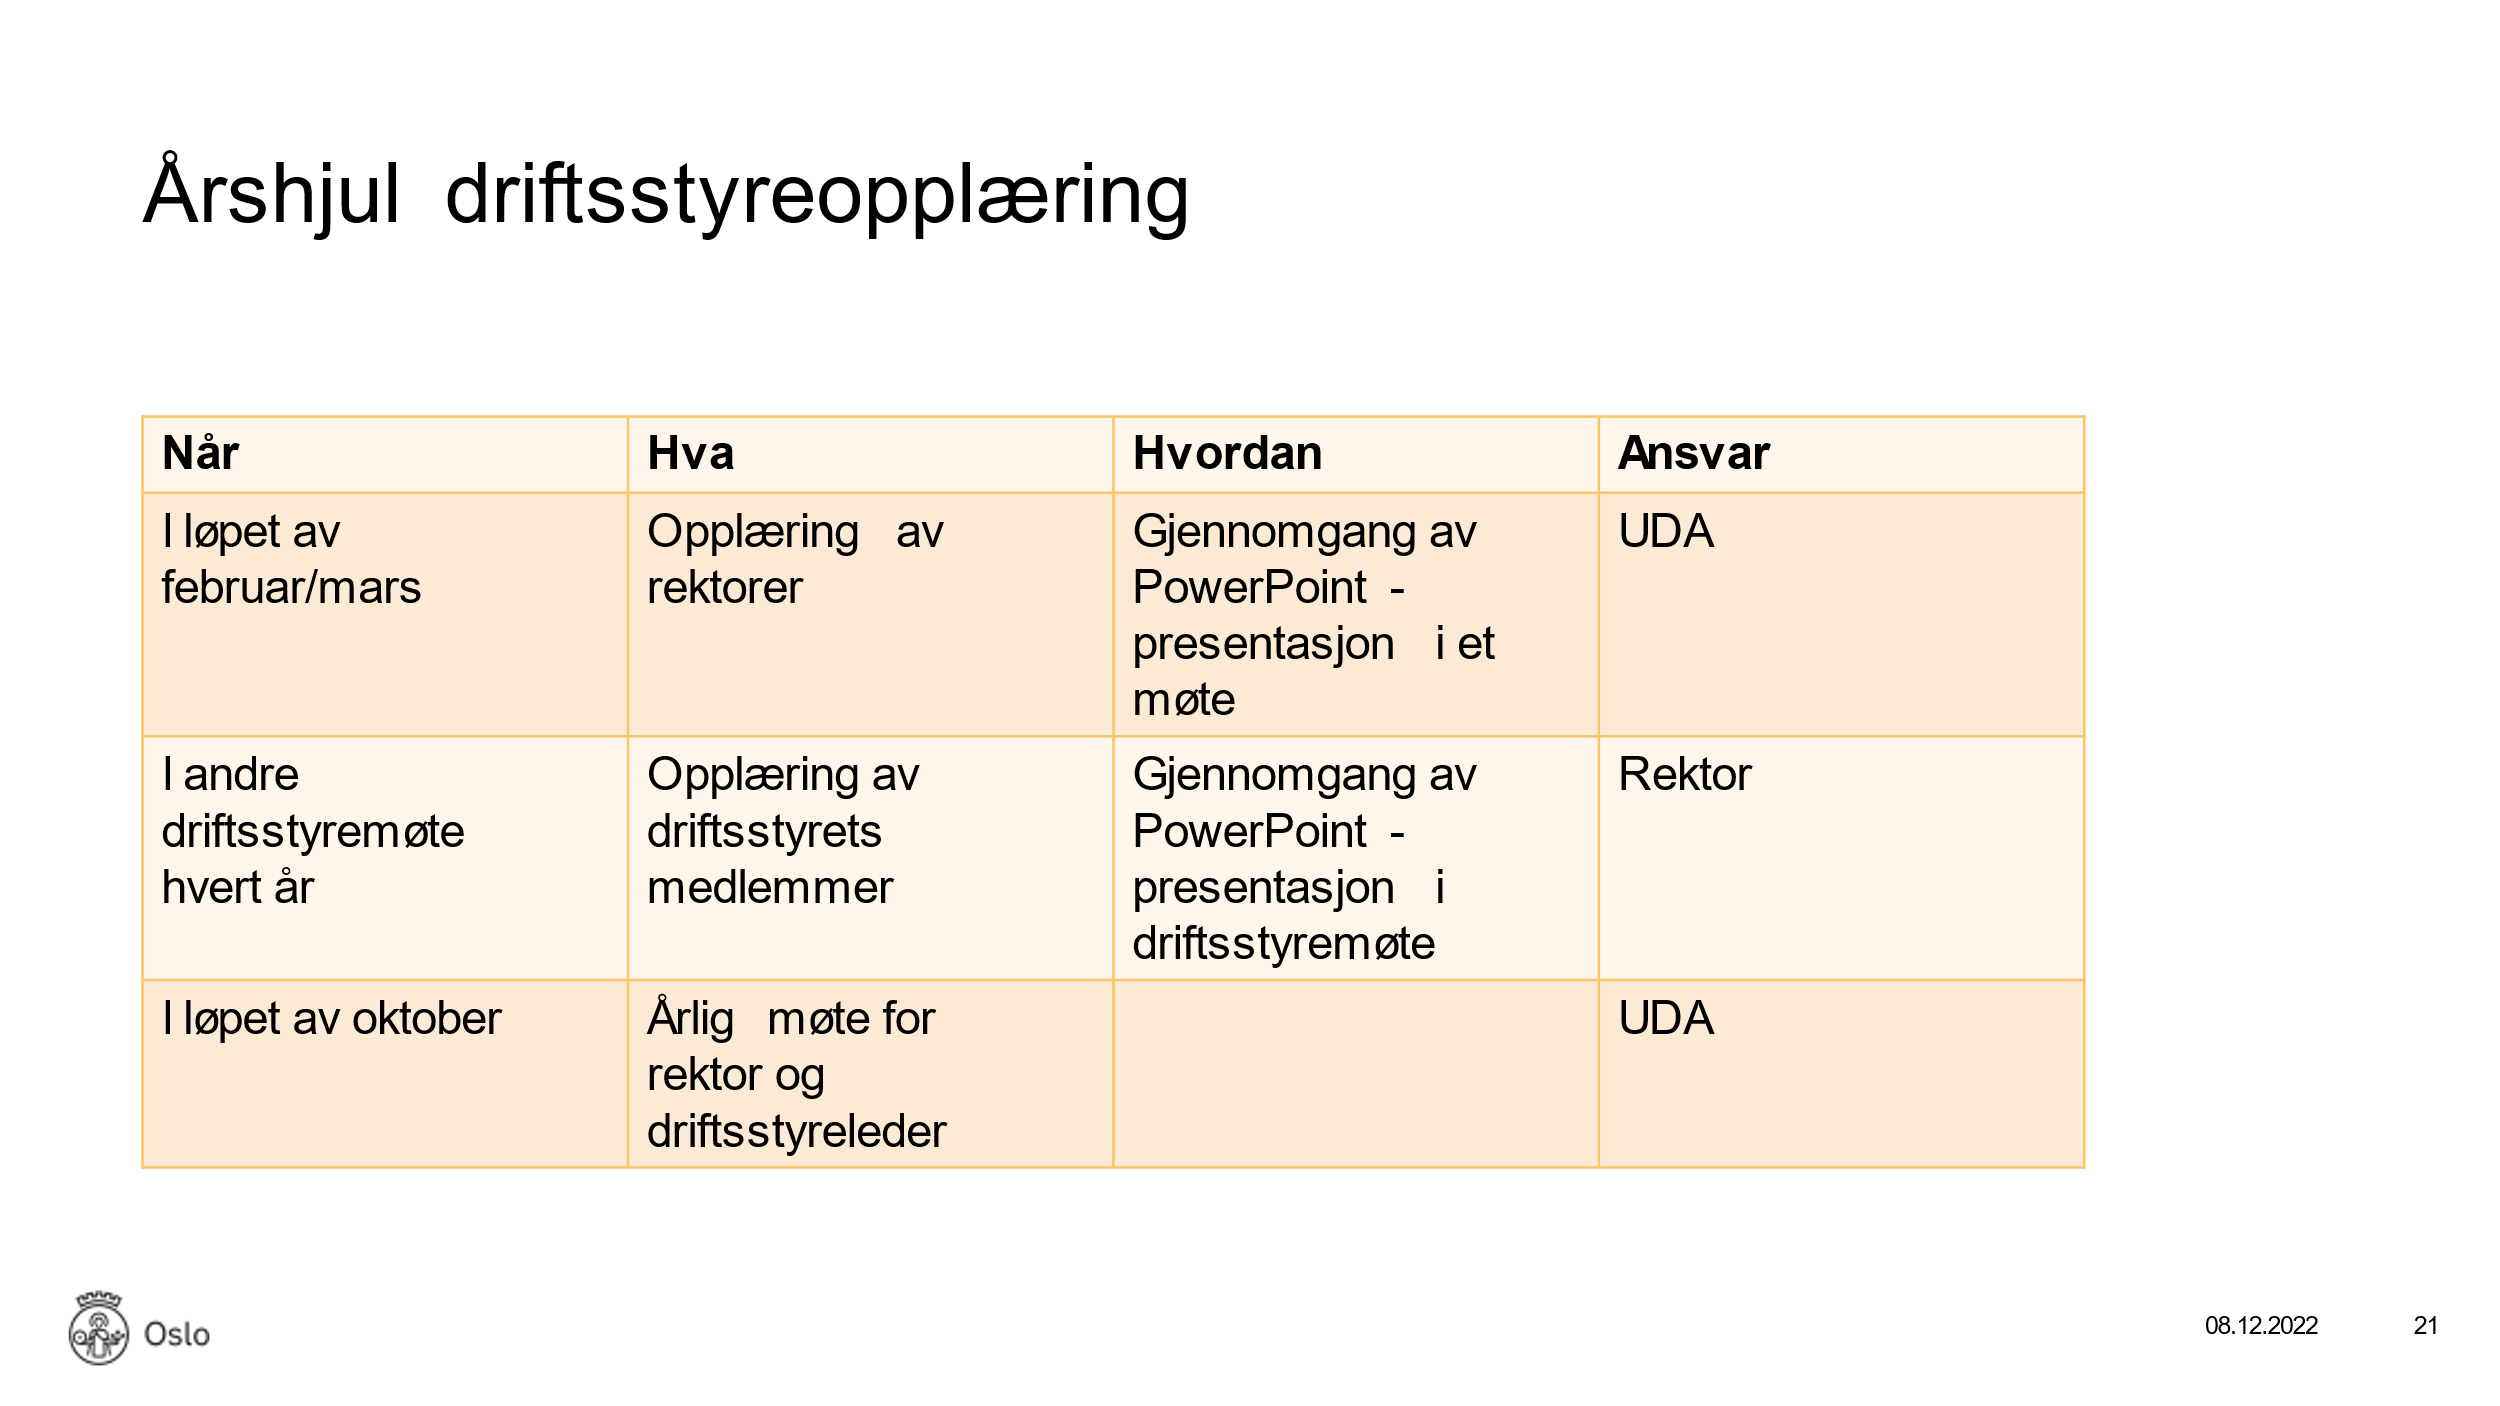 Årshjul driftsstyreopplæring
Når
Hva
Hvordan
Ansvar
I løpet av
februar/mars
Opplæring av
rektorer
Gjennomgang av
PowerPoint -
presentasjon i et
møte
UDA
I andre
driftsstyremøte
hvert år
Opplæring av
driftsstyrets
medlemmer
Gjennomgang av
PowerPoint -
presentasjon i
driftsstyremøte
Rektor
I løpet av oktober
Årlig møte for
rektor og
driftsstyreleder
UDA
Oslo
08.12.2022
21